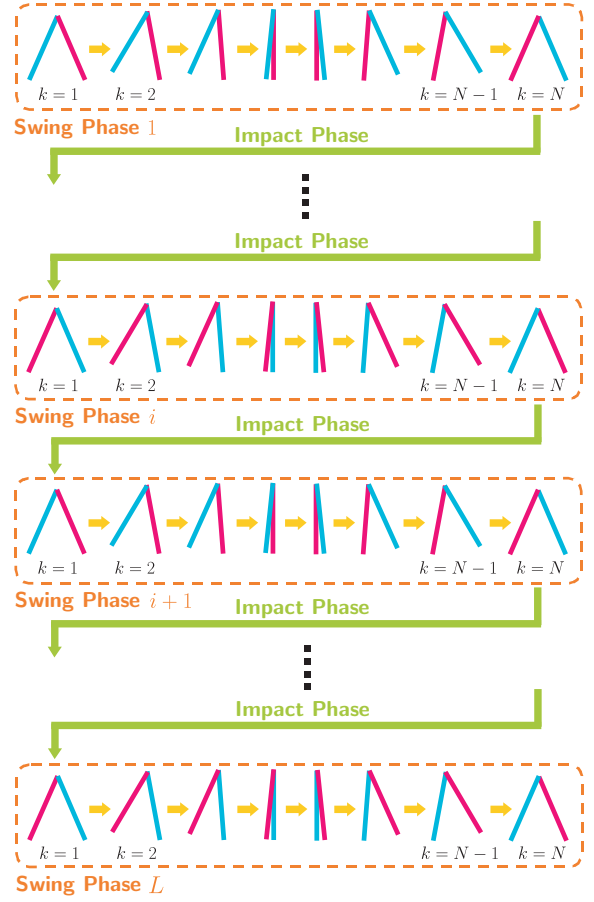 k = 1 k = 2 k = N − 1 k = N
Swing Phase 1
Impact Phase
Impact Phase
k = 1 k = 2 k = N − 1 k = N
Swing Phase i
Impact Phase
k = 1 k = 2 k = N − 1 k = N
Swing Phase i + 1
Impact Phase
Impact Phase
k = 1 k = 2 k = N − 1 k = N
Swing Phase L